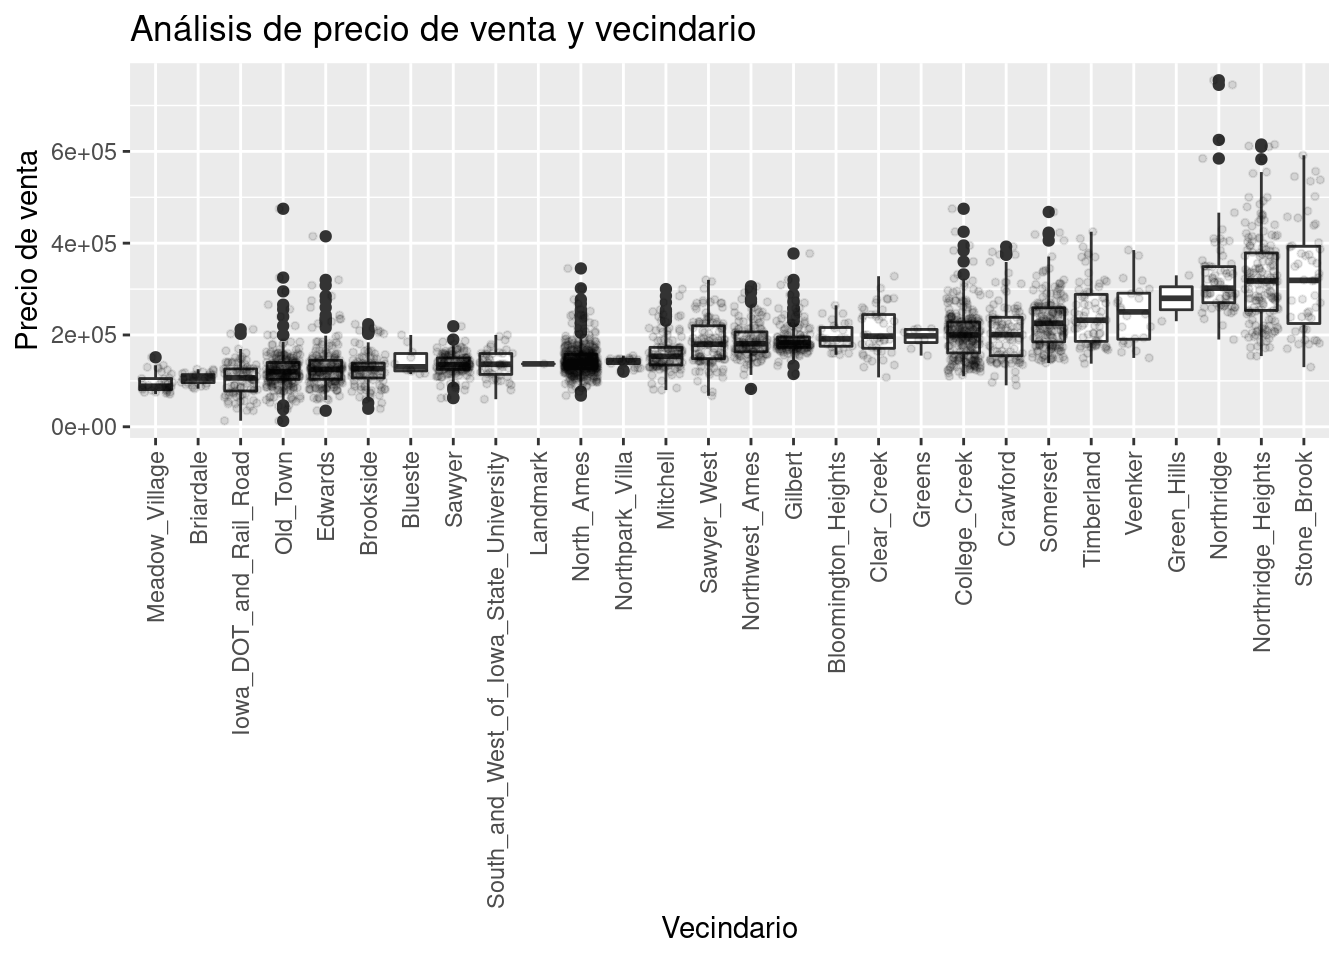 Análisis de precio de venta y vecindario
Precio de venta
6e+05
4e+05
2e+05
0e+00
Meadow_Village
Briardale
Iowa_DOT_and_Rail_Road
Old_Town
Edwards
Brookside
Blueste
Sawyer
South_and_West_of_Iowa_State_University
Landmark
North_Ames
Northpark_Villa
Mitchell
Sawyer_West
Northwest_Ames
Gilbert
Bloomington_Heights
Clear_Creek
Greens
College_Creek
Crawford
Somerset
Timberland
Veenker
Green_Hills
Northridge
Northridge_Heights
Stone_Brook
Vecindario